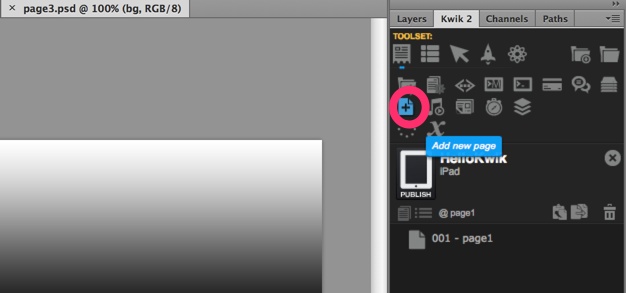 × page3.psd @ 100% (bg, RGB/8)
Layers Kwik 2 Channels Paths
TOOLSET:
Add new page
HelloKwik
iPad
PUBLISH
@ page1
001 - page1